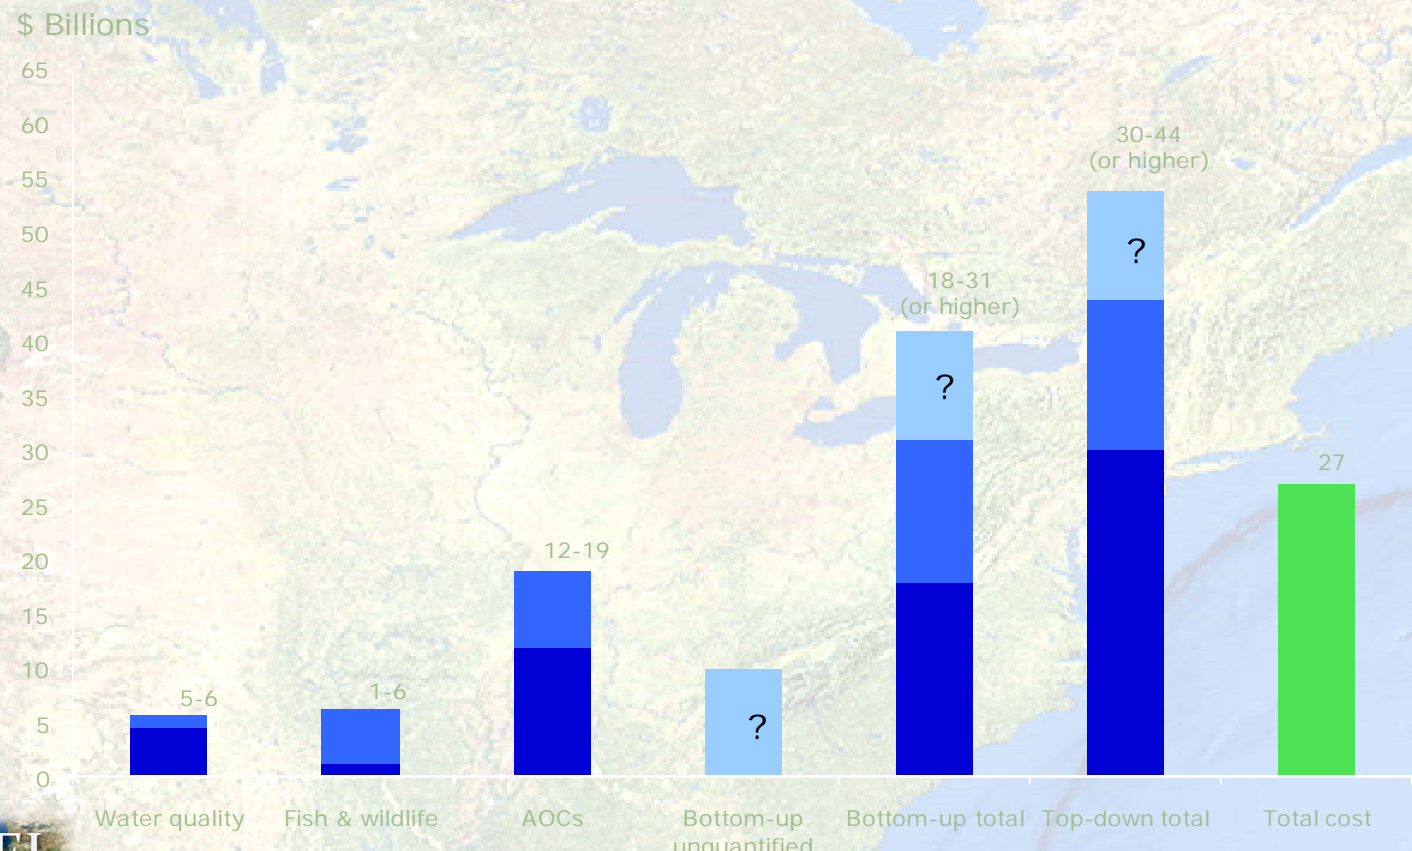 $ Billions
65
60
55
50
45
40
35
30
25
20
15
10
5
0
5-6
1-6
12-19
?
18-31
(or higher)
?
30-44
(or higher)
?
27
Water quality
Fish & wildlife
AOCs
Bottom-up
unquantified
Bottom-up total
Top-down total
Total cost